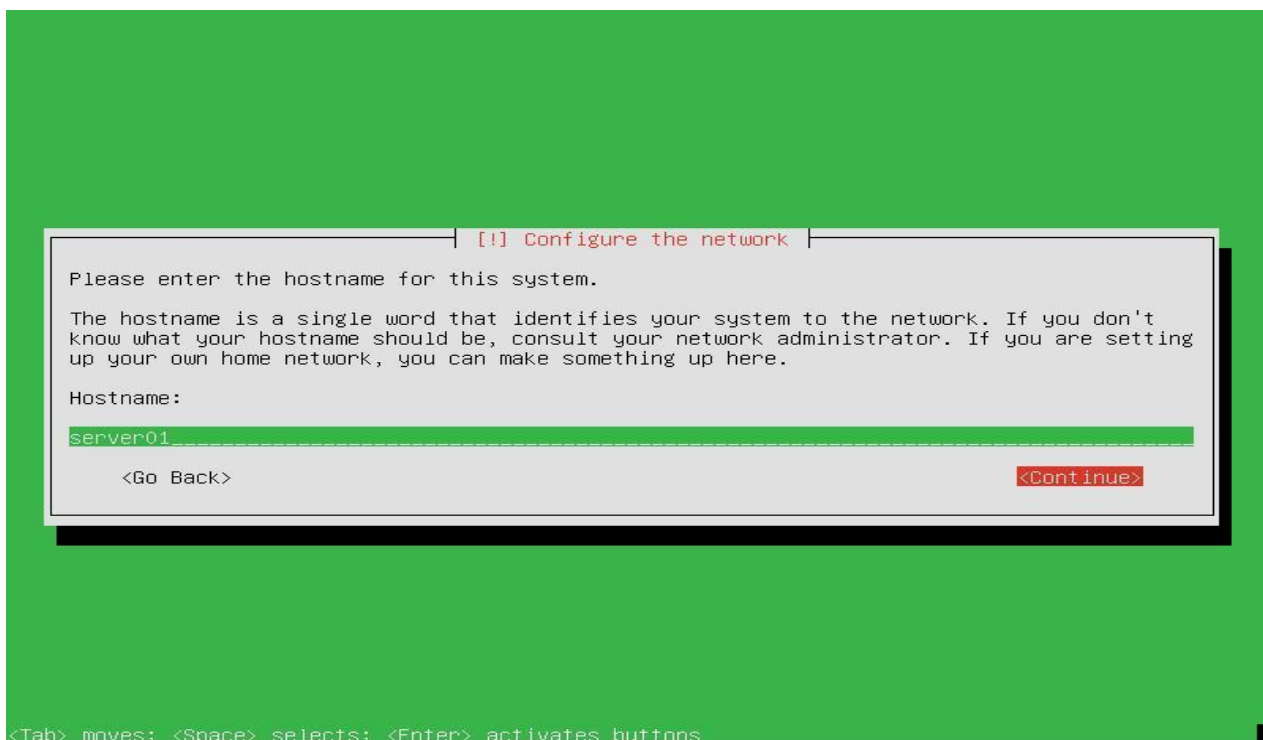 [!] Configure the network
Please enter the hostname for this system.
The hostname is a single word that identifies your system to the network. If you don't
know what your hostname should be, consult your network administrator. If you are setting
up your own home network, you can make something up here.
Hostname:
server01
<Go Back> <Continue>
<Tab> moves; <Space> selects; <Enter> activates buttons